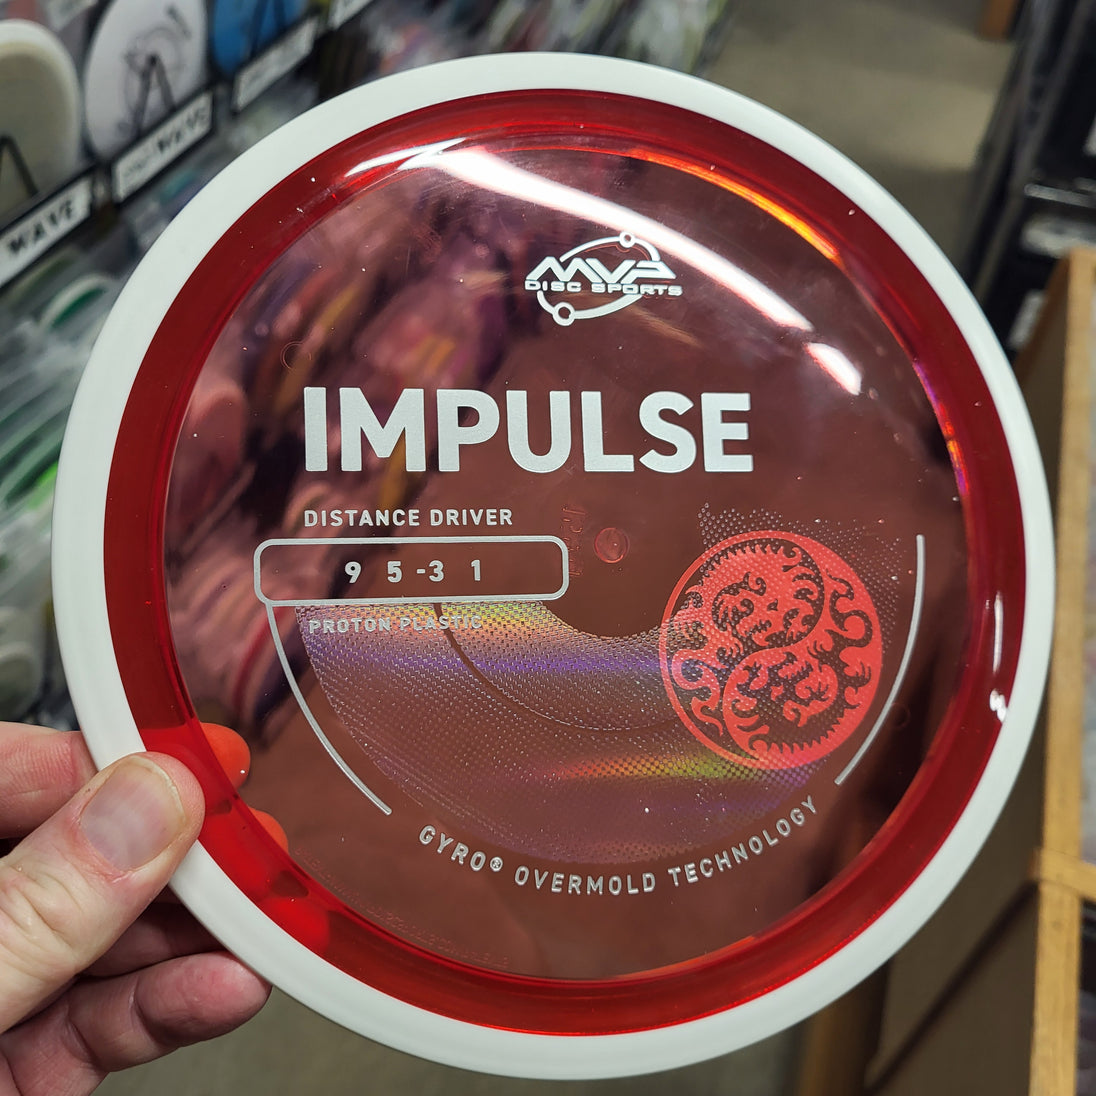 WAVE
WAVE
MVP
DISC SPORTS
IMPULSE
DISTANCE DRIVER
9 5 -3 1
PROTON PLASTIC
GYRO® OVERMOLD TECHNOLOGY